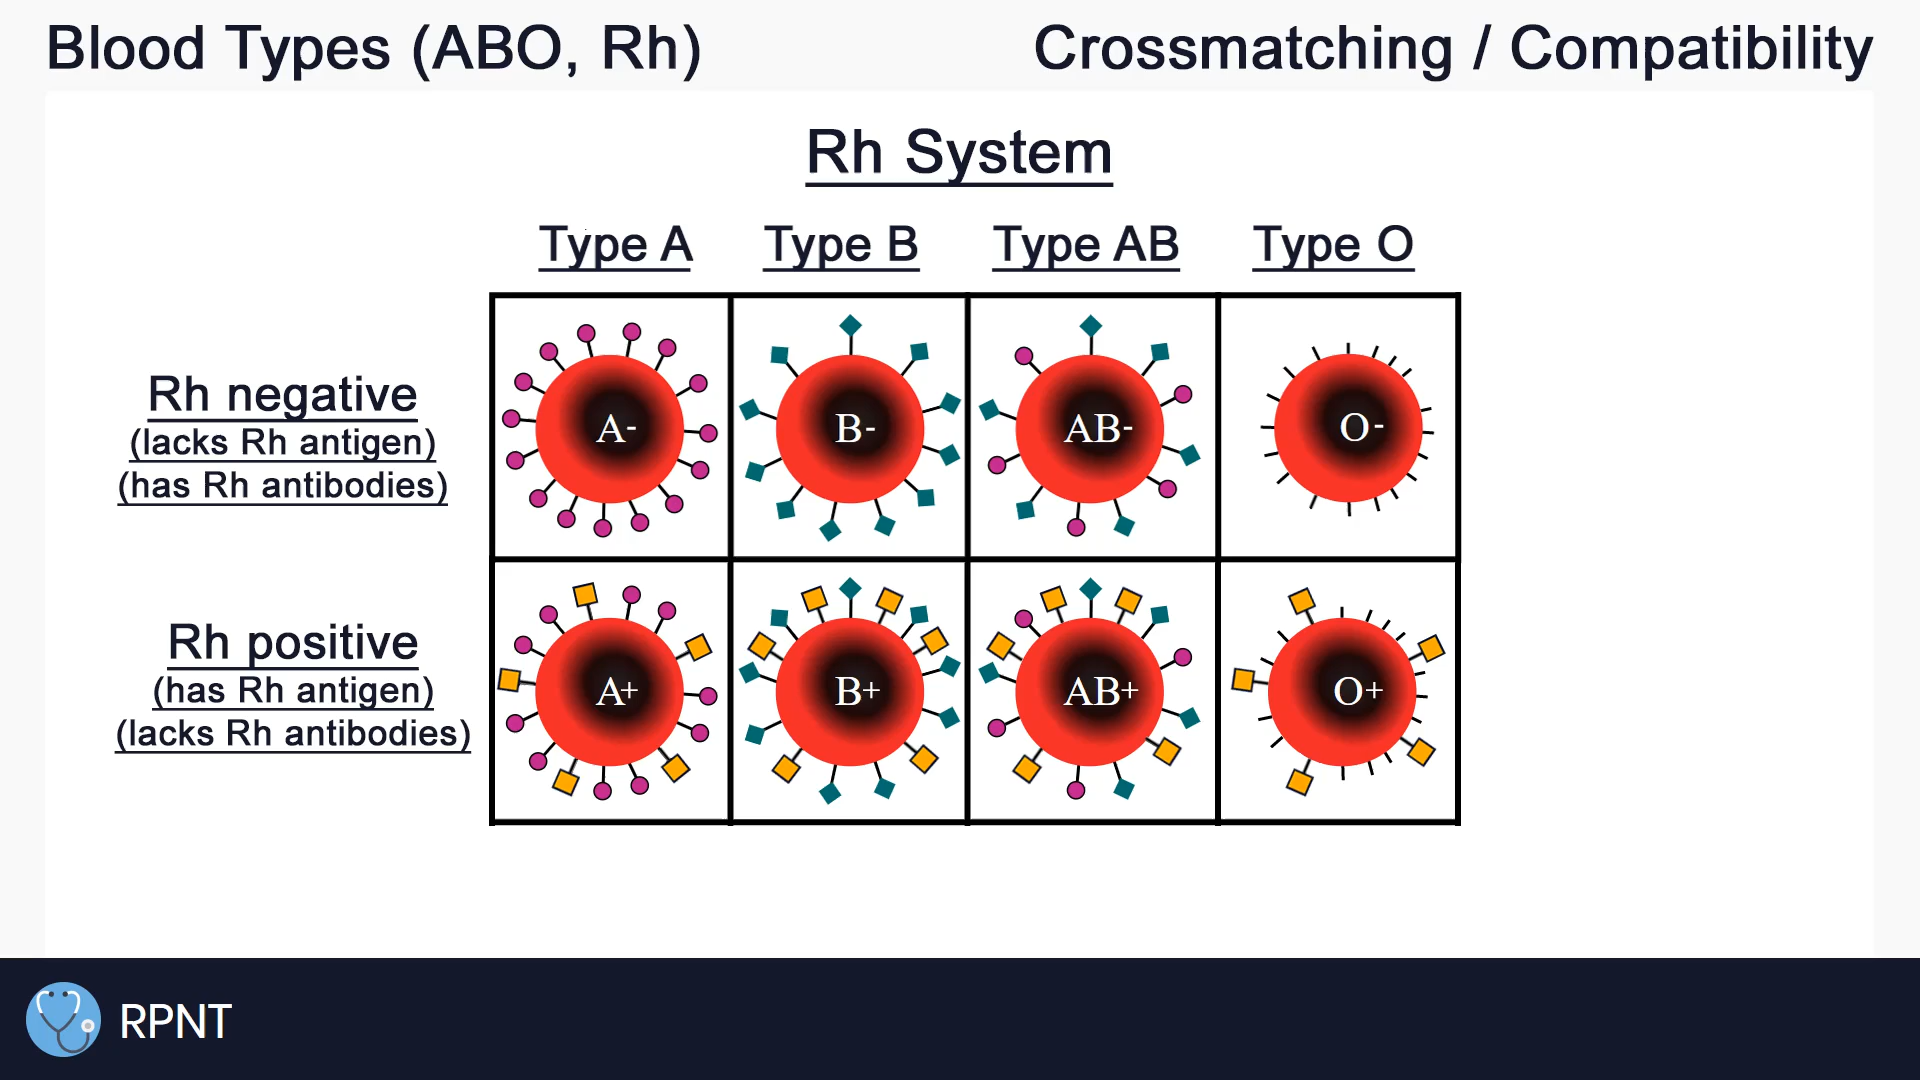 Blood Types (ABO, Rh)
Crossmatching / Compatibility
Rh System
Type A
Type B
Type AB
Type O
Rh negative
(lacks Rh antigen)
(has Rh antibodies)
A-
B-
AB-
O-
Rh positive
(has Rh antigen)
(lacks Rh antibodies)
A+
B+
AB+
O+
RPNT